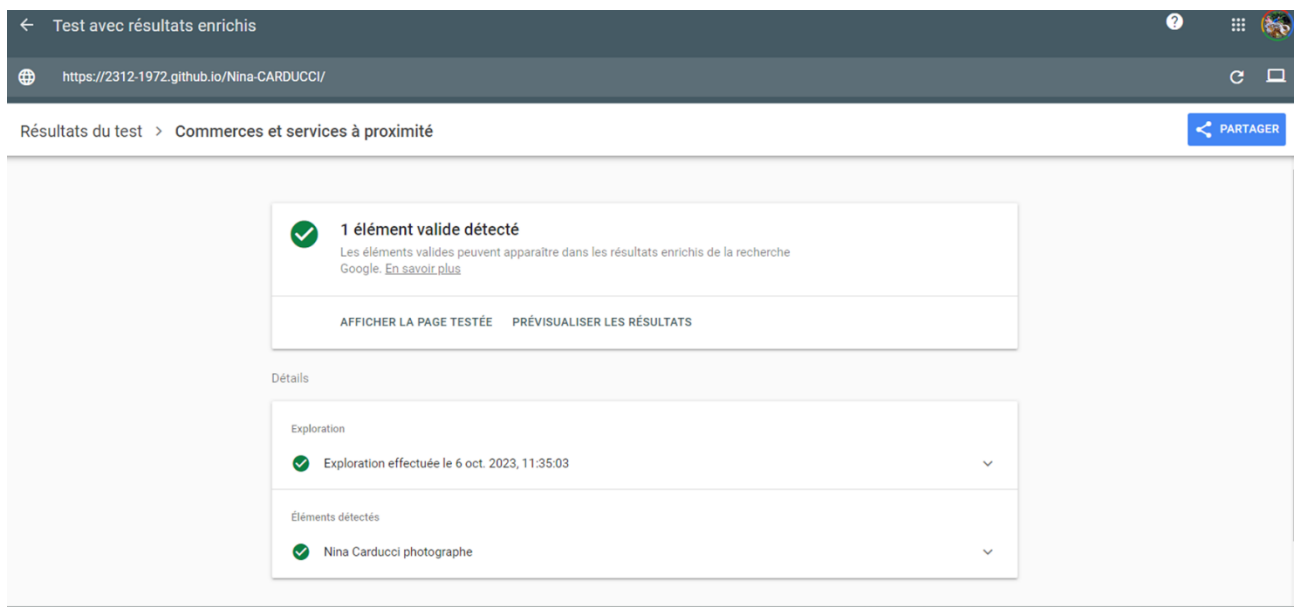 Test avec résultats enrichis
https://2312-1972.github.io/Nina-CARDUCCI/
Résultats du test > Commerces et services à proximité
PARTAGER
1 élément valide détecté
Les éléments valides peuvent apparaître dans les résultats enrichis de la recherche
Google. En savoir plus
AFFICHER LA PAGE TESTÉE PRÉVISUALISER LES RÉSULTATS
Détails
Exploration
Exploration effectuée le 6 oct. 2023, 11:35:03
Éléments détectés
Nina Carducci photographe